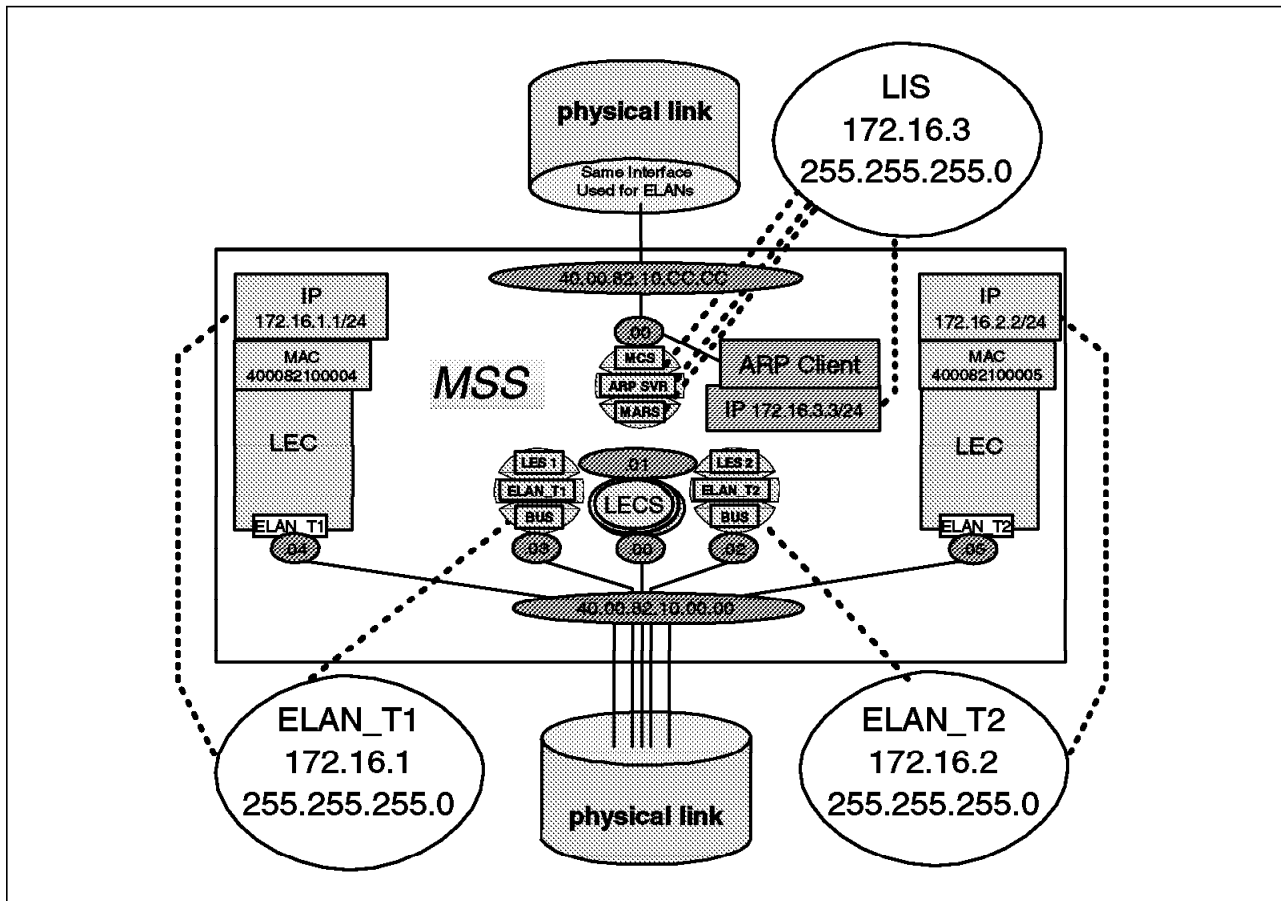 physical link
Same Interface
Used for ELANs
LIS
172.16.3
255.255.255.0
40.00.82.10.CC.CC
IP
172.16.1.1/24
MAC
400082100004
LEC
ELAN_T1
.04
MSS
.00
MCS
ARP SVR
MARS
ARP Client
IP 172.16.3.3/24
IP
172.16.2.2/24
MAC
400082100005
LEC
ELAN_T2
.05
LES 1
ELAN_T1
BUS
.03
.01
LECS
.00
LES 2
ELAN_T2
BUS
.02
40.00.82.10.00.00
ELAN_T1
172.16.1
255.255.255.0
physical link
ELAN_T2
172.16.2
255.255.255.0